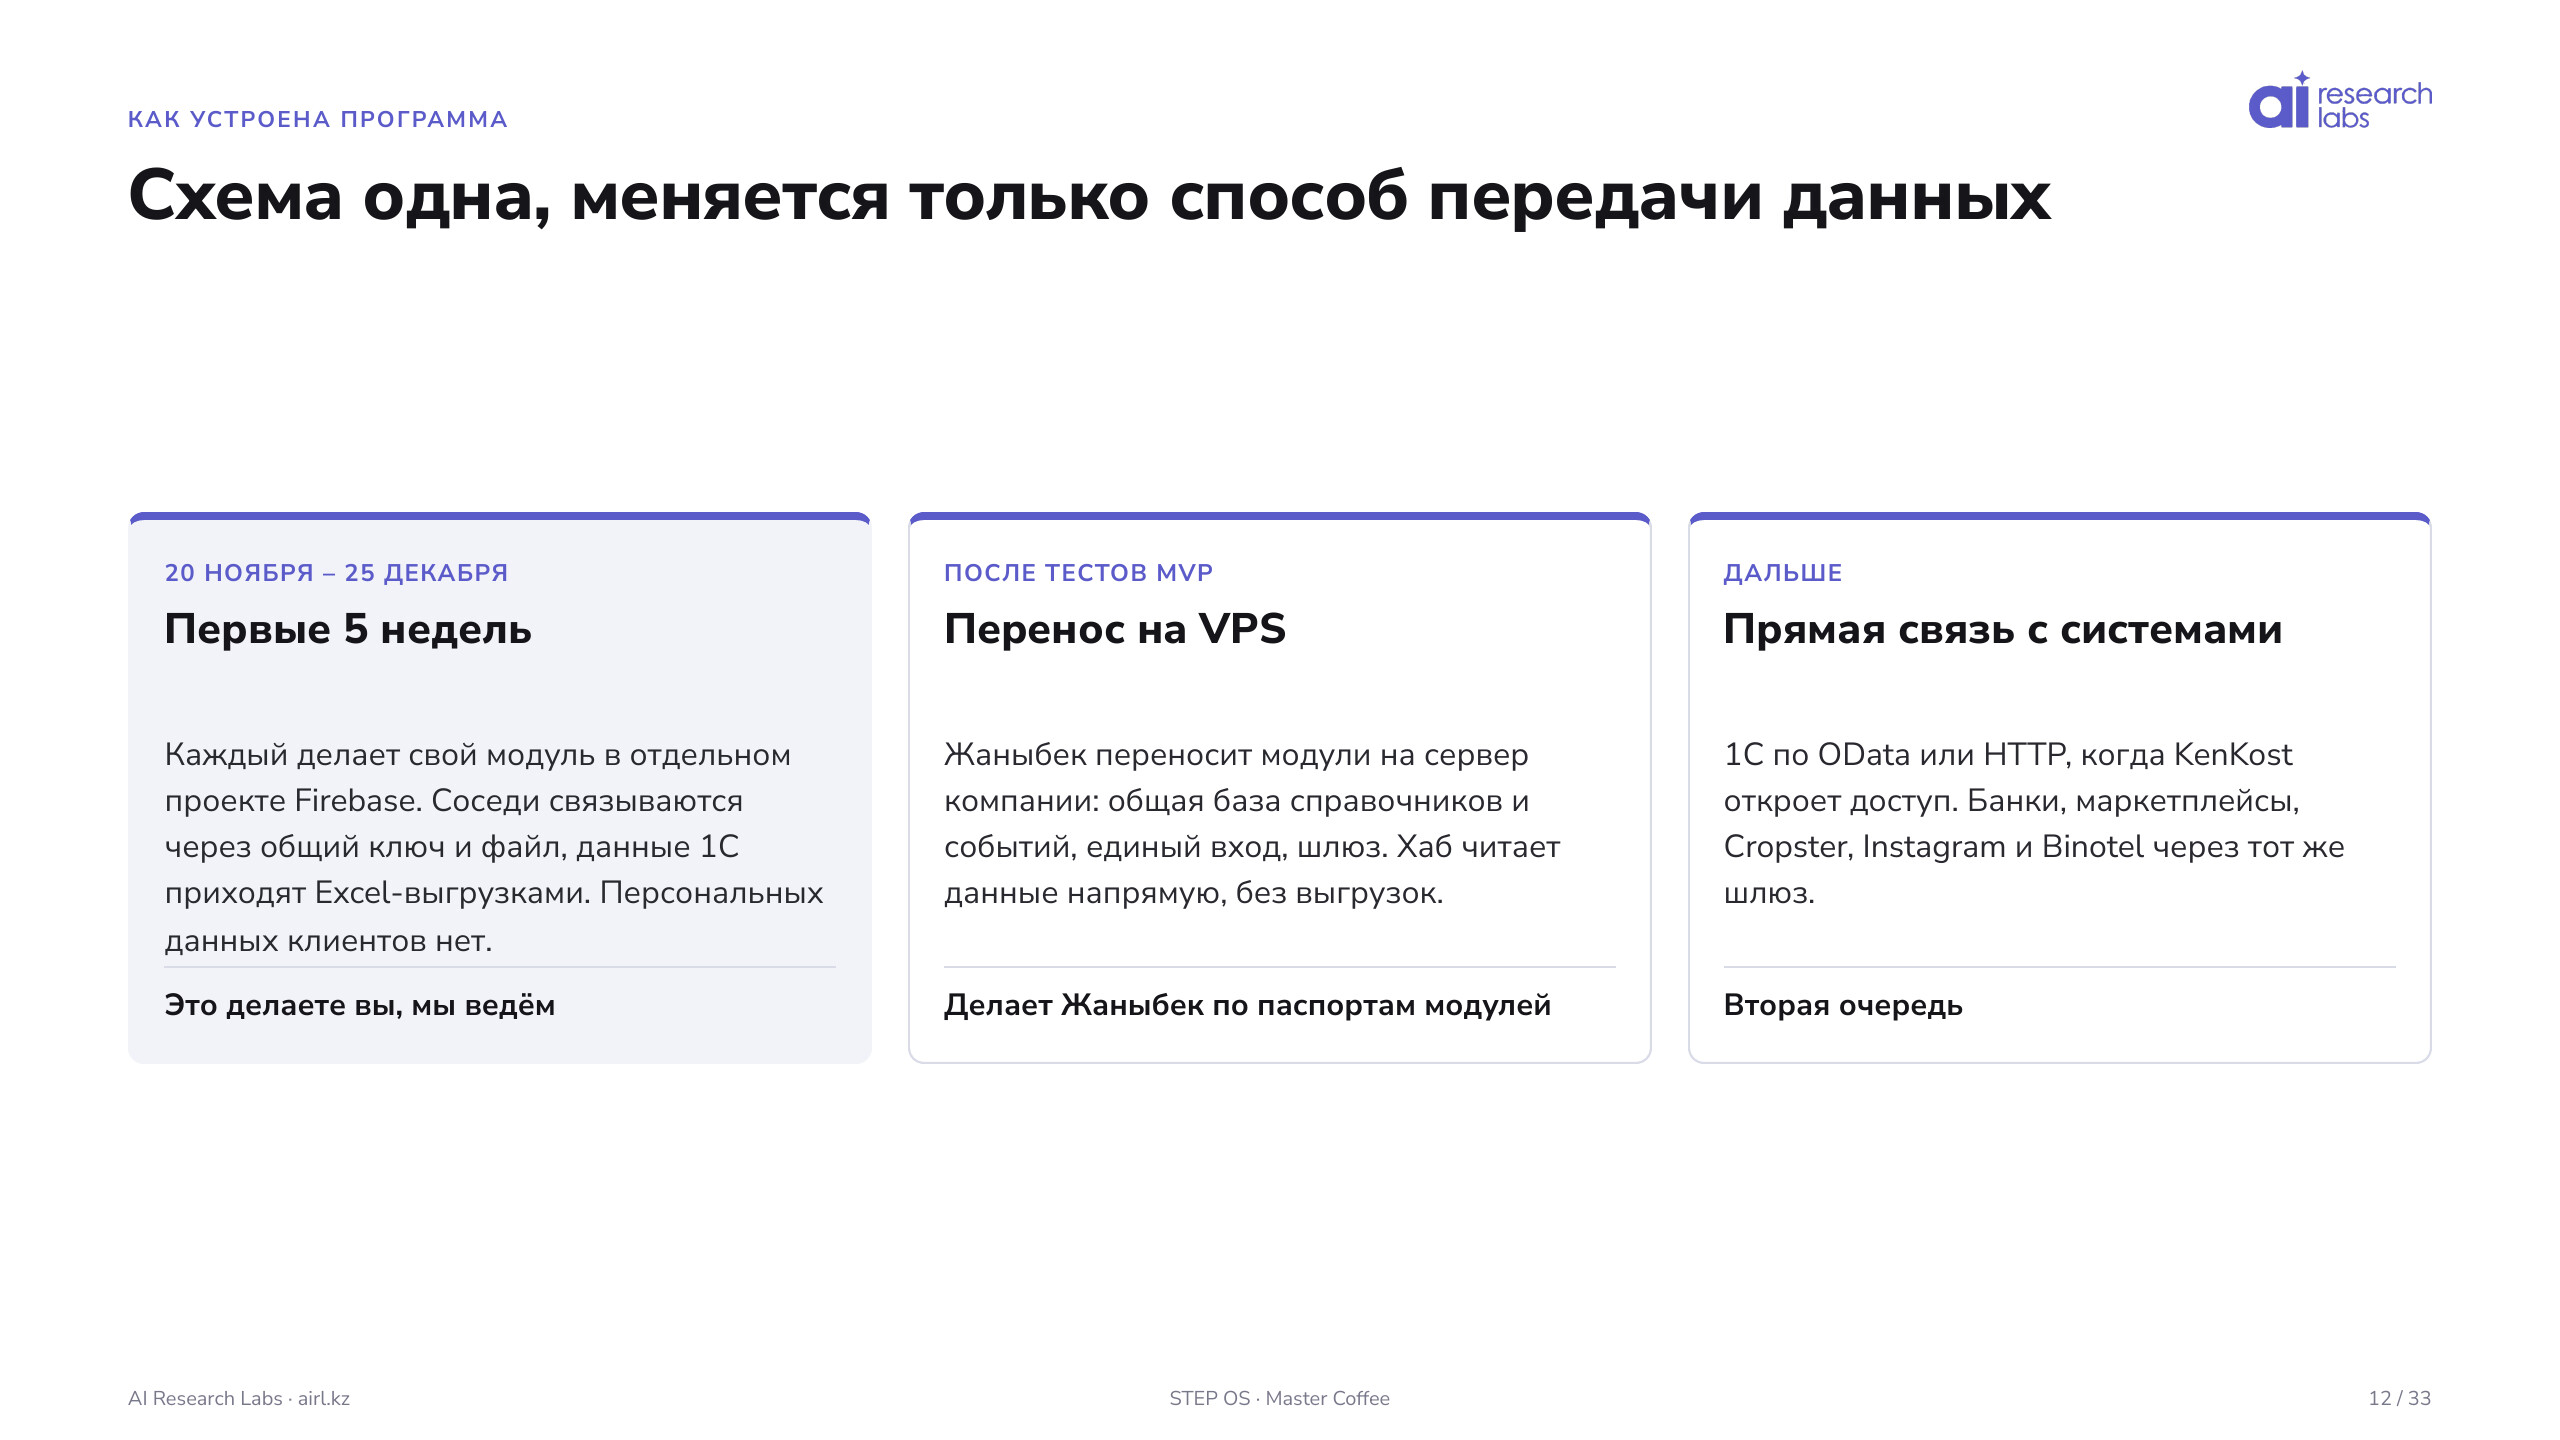 КАК УСТРОЕНА ПРОГРАММА
ai research labs
Схема одна, меняется только способ передачи данных
20 НОЯБРЯ – 25 ДЕКАБРЯ
Первые 5 недель
Каждый делает свой модуль в отдельном
проекте Firebase. Соседи связываются
через общий ключ и файл, данные 1С
приходят Excel-выгрузками. Персональных
данных клиентов нет.
Это делаете вы, мы ведём
ПОСЛЕ ТЕСТОВ MVP
Перенос на VPS
Жаныбек переносит модули на сервер
компании: общая база справочников и
событий, единый вход, шлюз. Хаб читает
данные напрямую, без выгрузок.
Делает Жаныбек по паспортам модулей
ДАЛЬШЕ
Прямая связь с системами
1С по OData или HTTP, когда KenKost
откроет доступ. Банки, маркетплейсы,
Cropster, Instagram и Binotel через тот же
шлюз.
Вторая очередь
AI Research Labs · airl.kz
STEP OS · Master Coffee
12 / 33